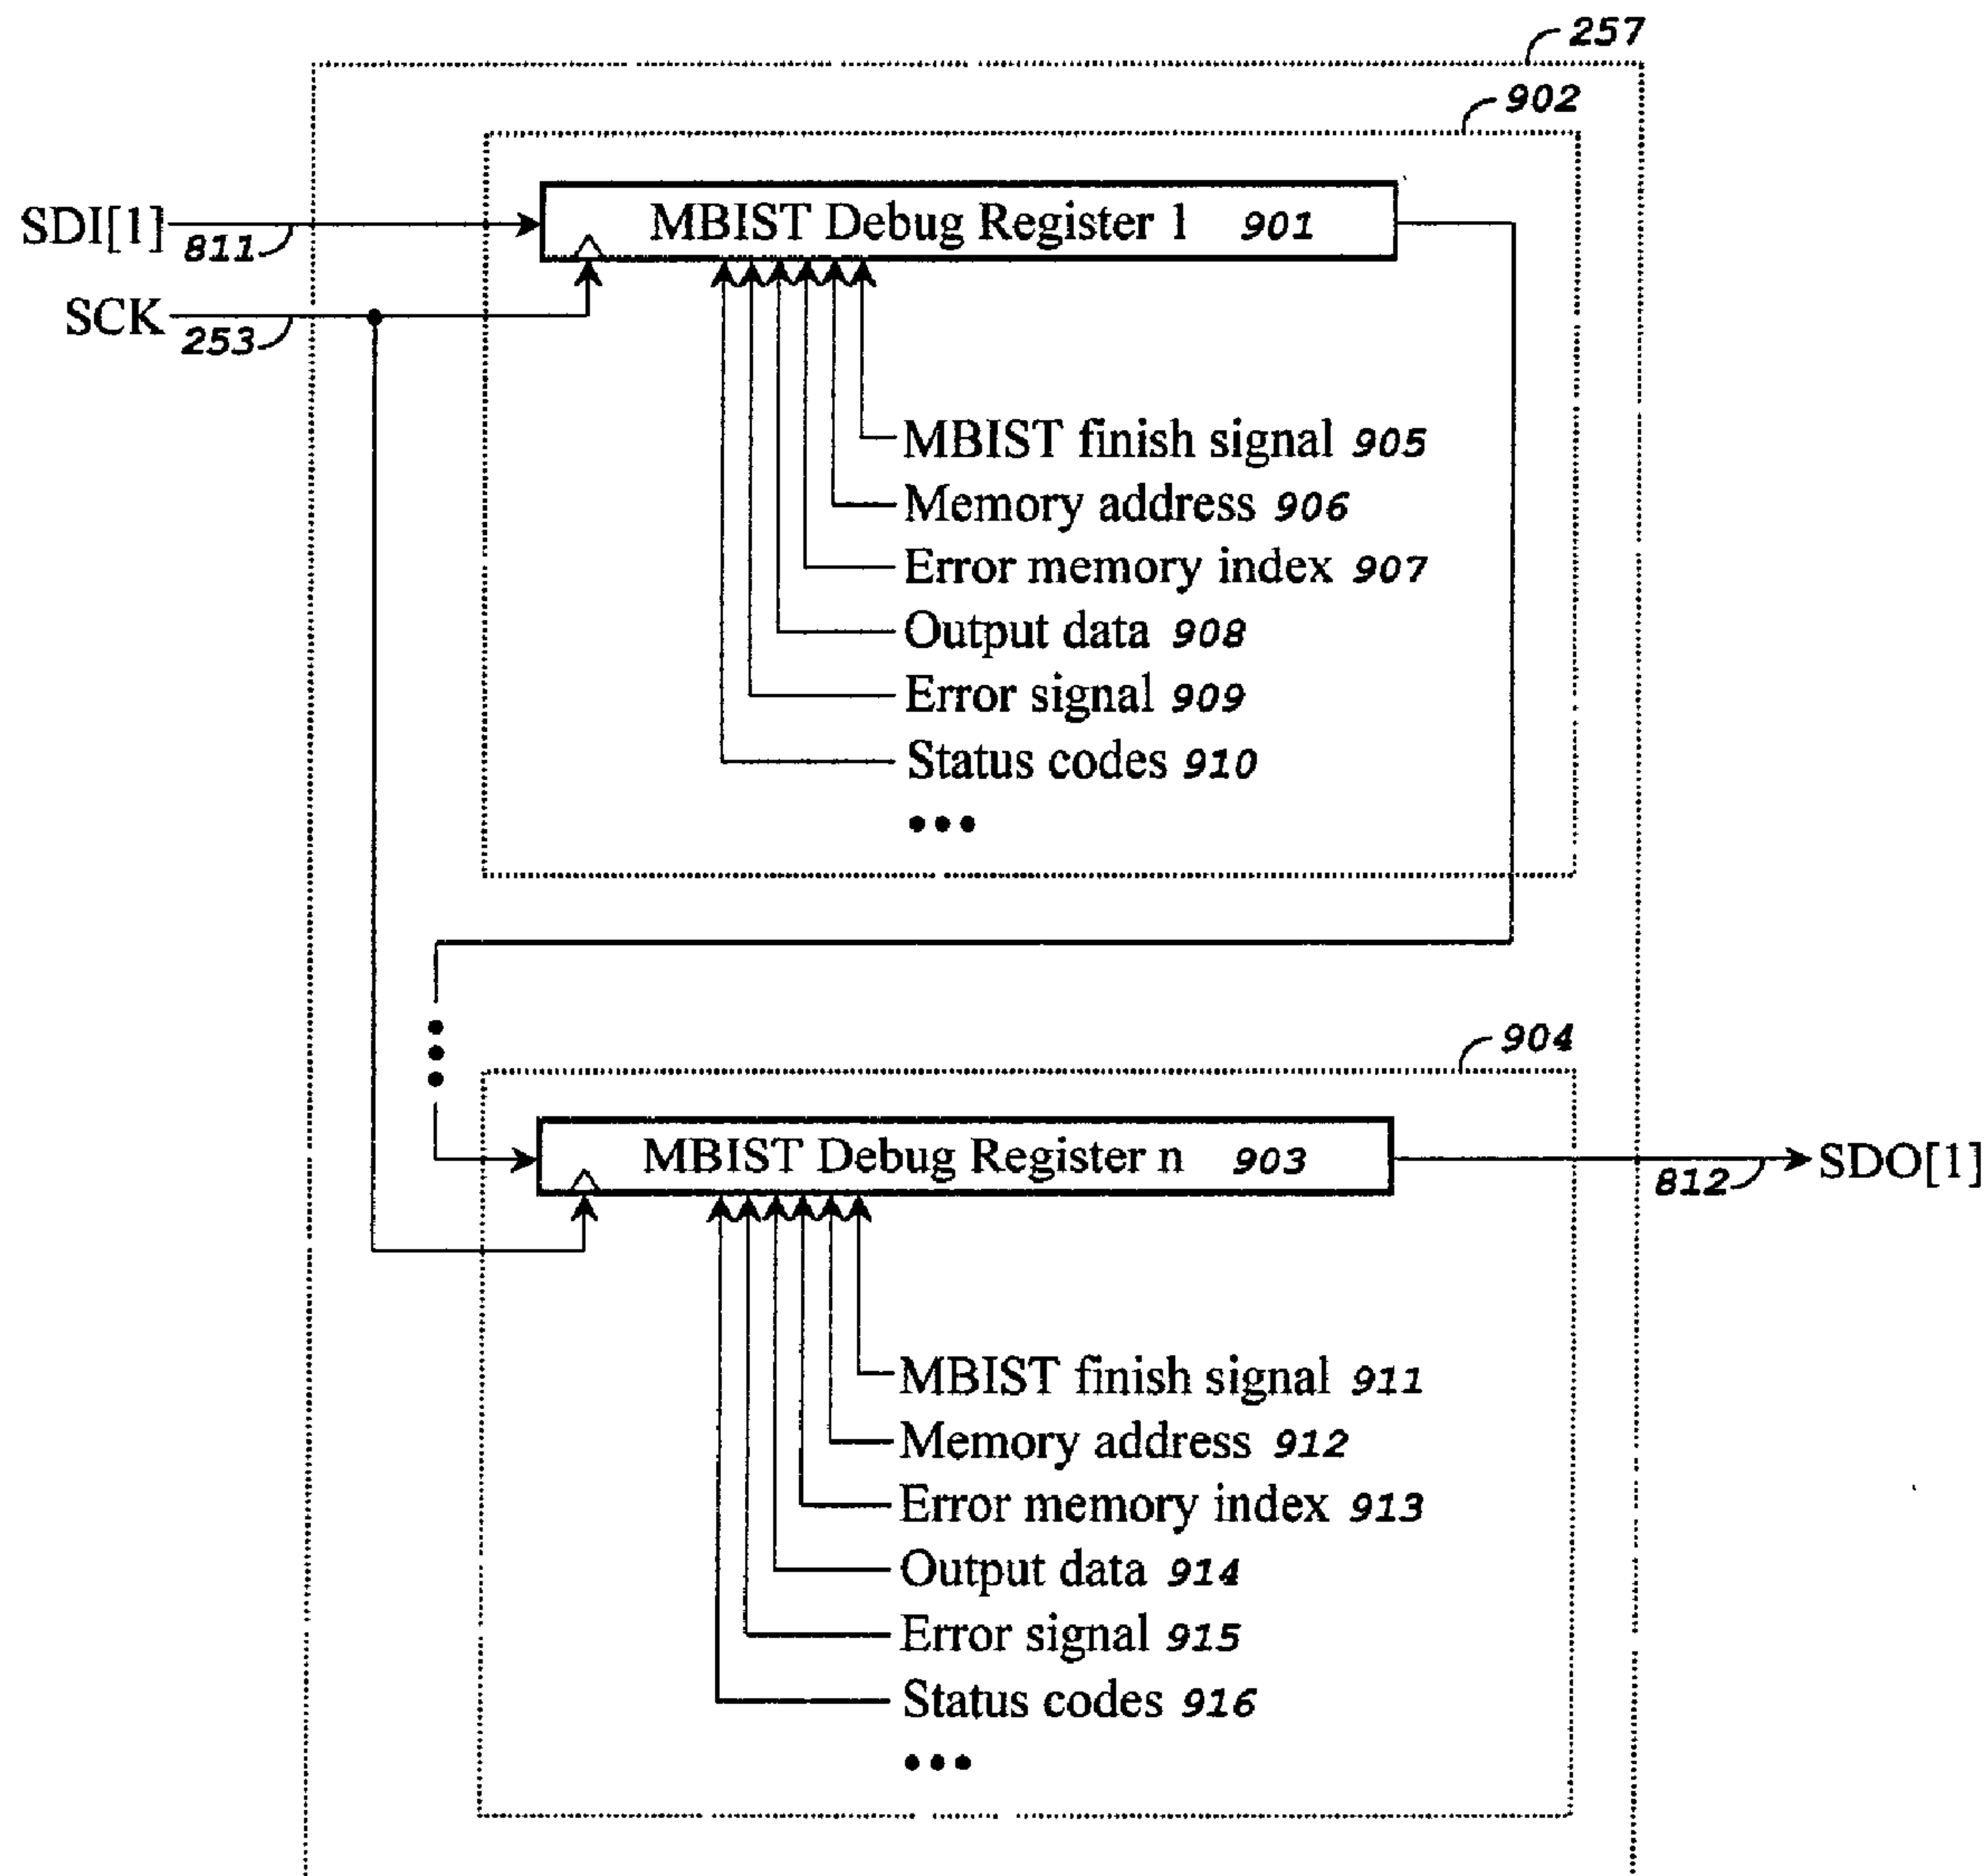 257
902
SDI[1] 811
MBIST Debug Register 1 901
SCK 253
MBIST finish signal 905
Memory address 906
Error memory index 907
Output data 908
Error signal 909
Status codes 910
•••
904
MBIST Debug Register n 903
812 SDO[1]
MBIST finish signal 911
Memory address 912
Error memory index 913
Output data 914
Error signal 915
Status codes 916
•••